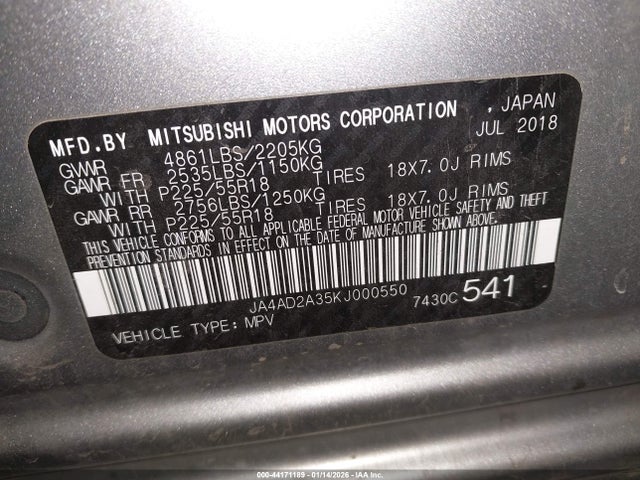 MFD.BY MITSUBISHI MOTORS CORPORATION , JAPAN
JUL 2018
GVWR 4861LBS/2205KG
GAWR FR 2535LBS/1150KG
WITH P225/55R18 TIRES 18X7.0J RIMS
GAWR RR 2756LBS/1250KG
WITH P225/55R18 TIRES 18X7.0J RIMS
THIS VEHICLE CONFORMS TO ALL APPLICABLE FEDERAL MOTOR VEHICLE SAFETY AND THEFT
PREVENTION STANDARDS IN EFFECT ON THE DATE OF MANUFACTURE SHOWN ABOVE.
JA4AD2A35KJ000550 7430C 541
VEHICLE TYPE: MPV
000-44171189 - 01/14/2026 - IAAC